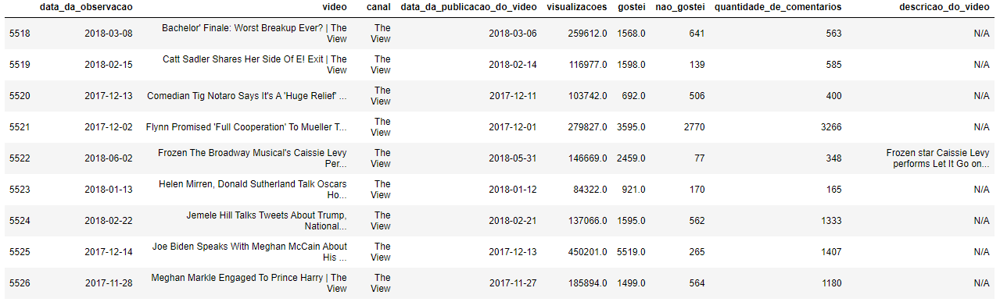 data_da_observacao video canal data_da_publicacao_do_video visualizacoes gostei nao_gostei quantidade_de_comentarios descricao_do_video
5518 2018-03-08 Bachelor' Finale: Worst Breakup Ever? | The View The View 2018-03-06 259612.0 1568.0 641 563 N/A
5519 2018-02-15 Catt Sadler Shares Her Side Of E! Exit | The View The View 2018-02-14 116977.0 1598.0 139 585 N/A
5520 2017-12-13 Comedian Tig Notaro Says It's A 'Huge Relief' ... The View 2017-12-11 103742.0 692.0 506 400 N/A
5521 2017-12-02 Flynn Promised 'Full Cooperation' To Mueller T... The View 2017-12-01 279827.0 3595.0 2770 3266 N/A
5522 2018-06-02 Frozen The Broadway Musical's Caissie Levy Per... The View 2018-05-31 146669.0 2459.0 77 348 Frozen star Caissie Levy performs Let It Go on...
5523 2018-01-13 Helen Mirren, Donald Sutherland Talk Oscars Ho... The View 2018-01-12 84322.0 921.0 170 165 N/A
5524 2018-02-22 Jemele Hill Talks Tweets About Trump, National... The View 2018-02-21 137066.0 1595.0 562 1333 N/A
5525 2017-12-14 Joe Biden Speaks With Meghan McCain About His ... The View 2017-12-13 450201.0 5519.0 265 1407 N/A
5526 2017-11-28 Meghan Markle Engaged To Prince Harry | The View The View 2017-11-27 185894.0 1499.0 564 1180 N/A